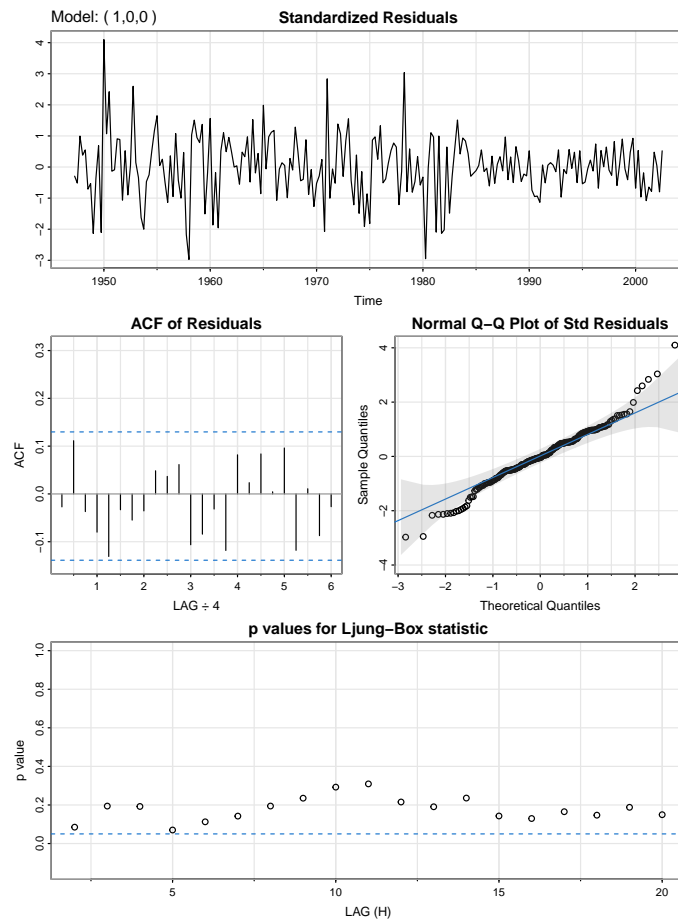 Model: ( 1,0,0 ) Standardized Residuals
4
3
2
1
0
−1
−2
−3
1950 1960 1970 1980 1990 2000
Time
ACF of Residuals
ACF
0.3
0.2
0.1
0.0
−0.1
1 2 3 4 5 6
LAG ÷ 4
Normal Q−Q Plot of Std Residuals
Sample Quantiles
4
2
0
−2
−4
−3 −2 −1 0 1 2
Theoretical Quantiles
p values for Ljung−Box statistic
p value
1.0
0.8
0.6
0.4
0.2
0.0
5 10 15 20
LAG (H)